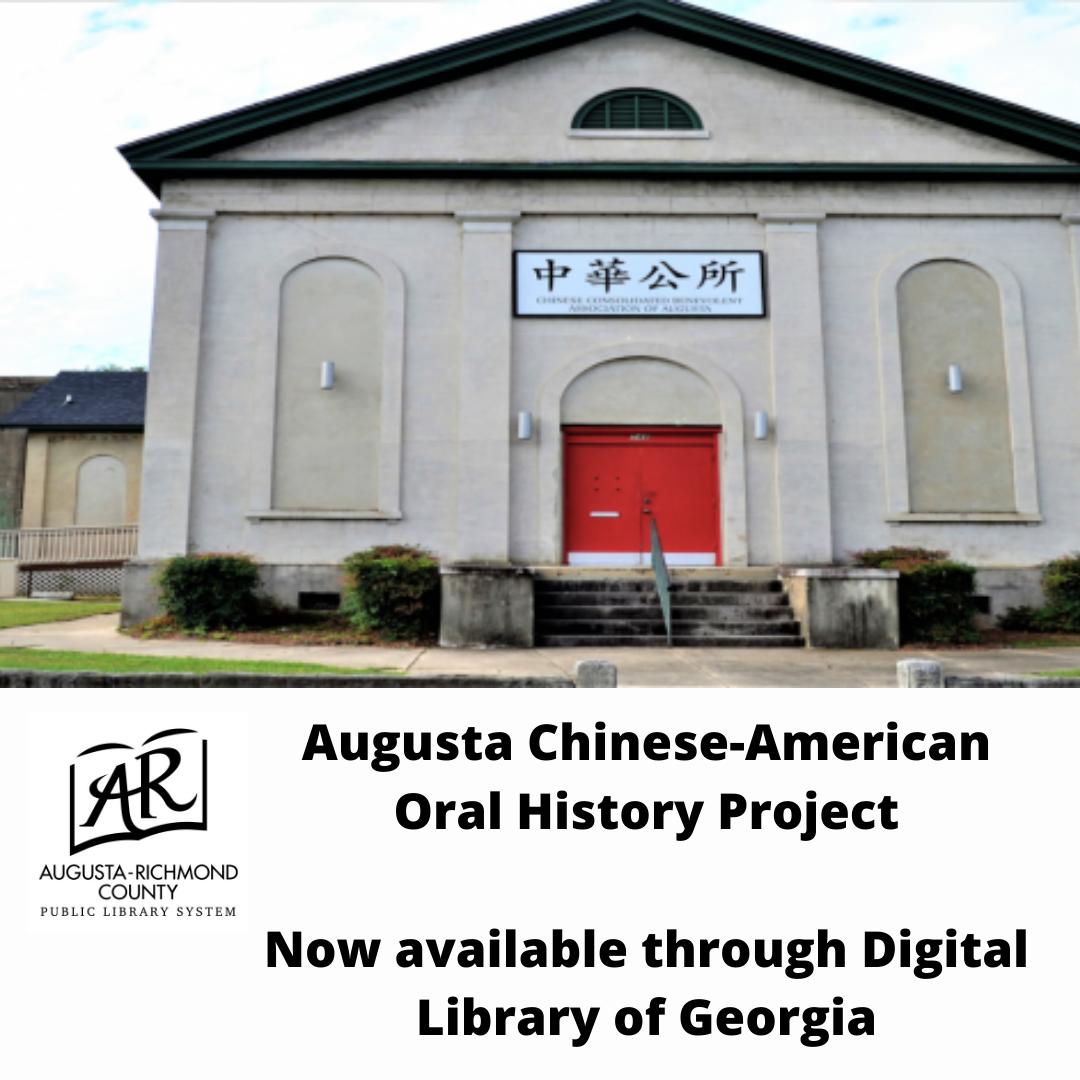 中華公所
CHINESE CONSOLIDATED BENEVOLENT
ASSOCIATION OF AUGUSTA
AR
AUGUSTA-RICHMOND
COUNTY
PUBLIC LIBRARY SYSTEM
Augusta Chinese-American
Oral History Project
Now available through Digital
Library of Georgia